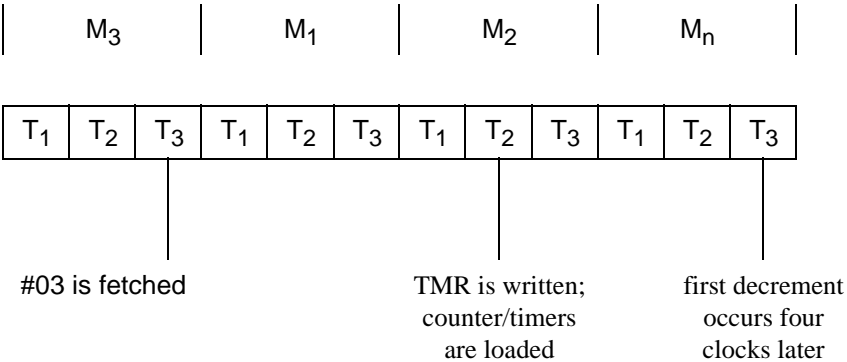 M₃ M₁ M₂ Mₙ
T₁ T₂ T₃ T₁ T₂ T₃ T₁ T₂ T₃ T₁ T₂ T₃
#03 is fetched
TMR is written;
counter/timers
are loaded
first decrement
occurs four
clocks later